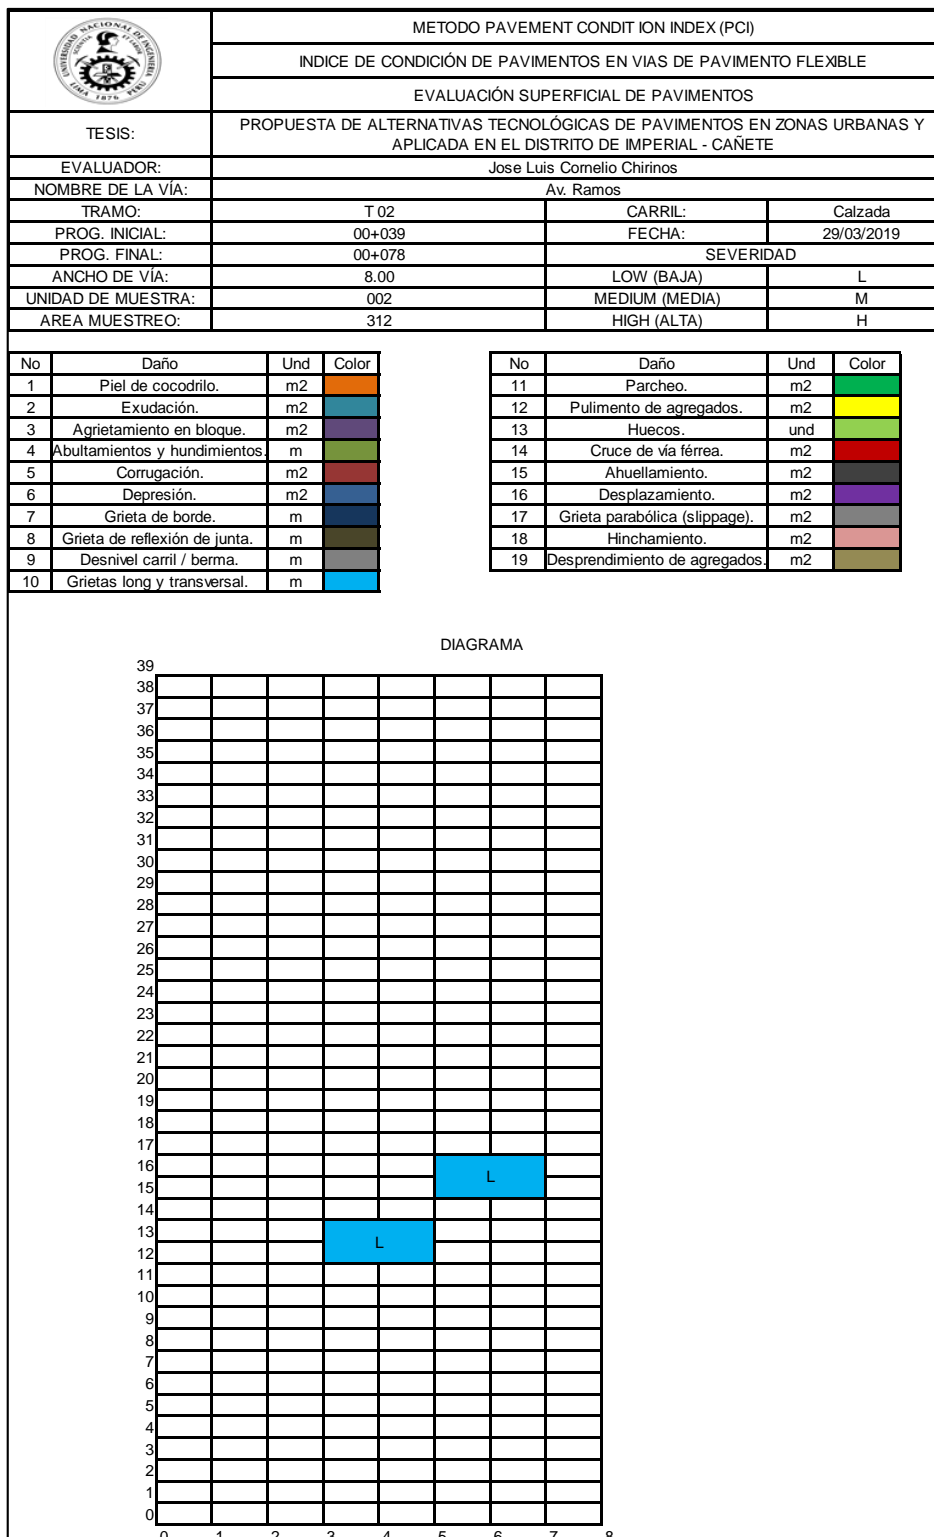 UNIVERSIDAD NACIONAL DE INGENIERIA
SCIENTIA ET LABOR
LIMA 1876 PERU
METODO PAVEMENT CONDIT ION INDEX (PCI)
INDICE DE CONDICIÓN DE PAVIMENTOS EN VIAS DE PAVIMENTO FLEXIBLE
EVALUACIÓN SUPERFICIAL DE PAVIMENTOS
TESIS: PROPUESTA DE ALTERNATIVAS TECNOLÓGICAS DE PAVIMENTOS EN ZONAS URBANAS Y
APLICADA EN EL DISTRITO DE IMPERIAL - CAÑETE
EVALUADOR: Jose Luis Cornelio Chirinos
NOMBRE DE LA VÍA: Av. Ramos
TRAMO: T 02 CARRIL: Calzada
PROG. INICIAL: 00+039 FECHA: 29/03/2019
PROG. FINAL: 00+078 SEVERIDAD
ANCHO DE VÍA: 8.00 LOW (BAJA) L
UNIDAD DE MUESTRA: 002 MEDIUM (MEDIA) M
AREA MUESTREO: 312 HIGH (ALTA) H
No Daño Und Color
1 Piel de cocodrilo. m2
2 Exudación. m2
3 Agrietamiento en bloque. m2
4 Abultamientos y hundimientos. m
5 Corrugación. m2
6 Depresión. m2
7 Grieta de borde. m
8 Grieta de reflexión de junta. m
9 Desnivel carril / berma. m
10 Grietas long y transversal. m
No Daño Und Color
11 Parcheo. m2
12 Pulimento de agregados. m2
13 Huecos. und
14 Cruce de vía férrea. m2
15 Ahuellamiento. m2
16 Desplazamiento. m2
17 Grieta parabólica (slippage). m2
18 Hinchamiento. m2
19 Desprendimiento de agregados. m2
DIAGRAMA
39
38
37
36
35
34
33
32
31
30
29
28
27
26
25
24
23
22
21
20
19
18
17
16 L
15
14
13
12 L
11
10
9
8
7
6
5
4
3
2
1
0
0 1 2 3 4 5 6 7 8